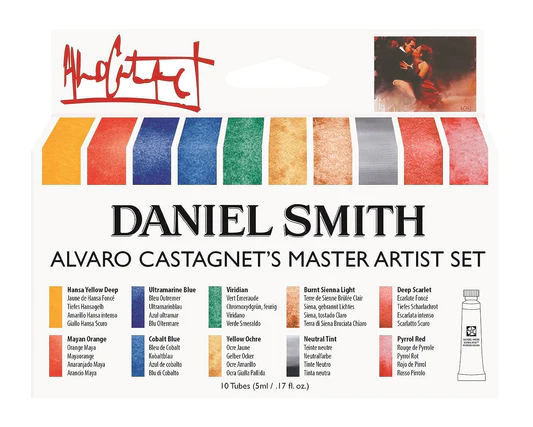 DANIEL SMITH
ALVARO CASTAGNET'S MASTER ARTIST SET
Hansa Yellow Deep
Jaune de Hansa Foncé
Tiefes Hansagelb
Amarillo Hansa intenso
Giallo Hansa Scuro
Mayan Orange
Orange Maya
Mayaorange
Anaranjado Maya
Arancio Maya
Ultramarine Blue
Bleu Outremer
Ultramarinblau
Azul ultramar
Blu Oltremare
Cobalt Blue
Bleu de Cobalt
Kobaltblau
Azul de cobalto
Blu di Cobalto
Viridian
Vert Emeraude
Chromoxydgrün, feurig
Viridano
Verde Smeraldo
Yellow Ochre
Ocre Jaune
Gelber Ocker
Ocre Amarillo
Ocra Gialla Pallida
Burnt Sienna Light
Terre de Sienne Brûlée Clair
Siena, gebrannt Lichtes
Siena, tostado Claro
Terra di Siena Bruciata Chiaro
Neutral Tint
Teinte neutre
Neutralfarbe
Tinte Neutro
Tinta neutra
Deep Scarlet
Écarlate Foncé
Tiefes Scharlachrot
Escarlata intenso
Scarlatto Scuro
Pyrrol Red
Rouge de Pyrrole
Pyrrol Rot
Rojo de Pirrol
Rosso Pirrolo
10 Tubes (5ml / .17 fl. oz.)
DANIEL SMITH